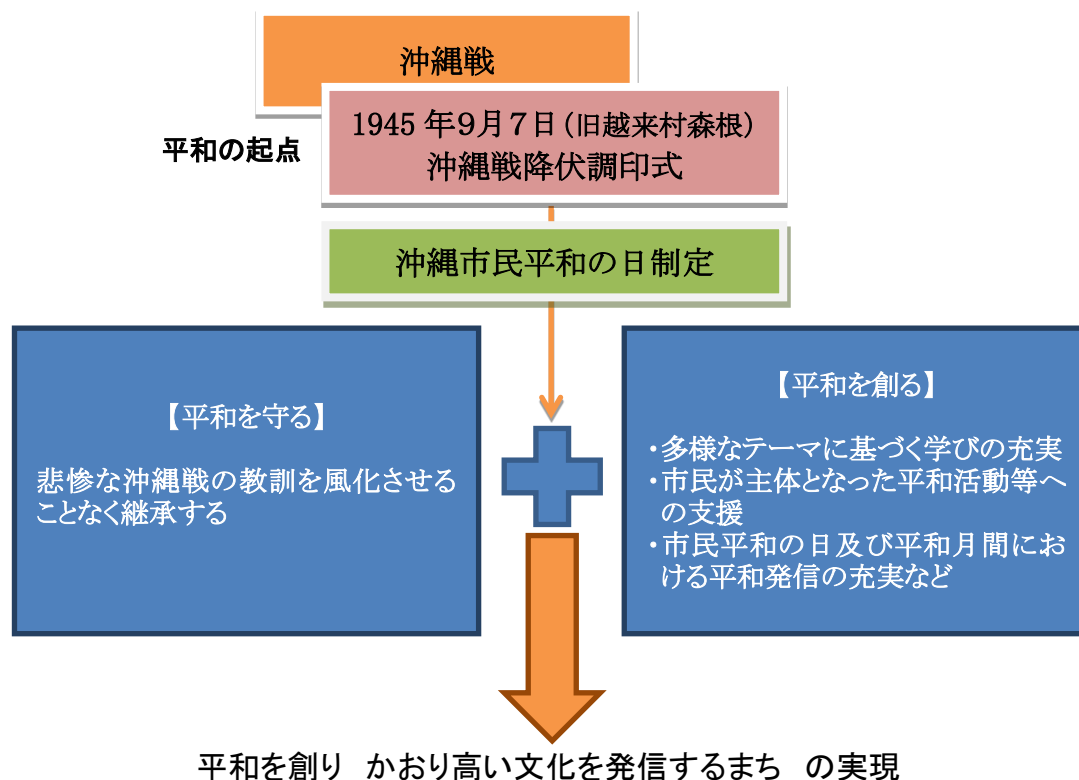 沖縄戦
1945年9月7日(旧越来村森根)
沖縄戦降伏調印式
平和の起点
沖縄市民平和の日制定
【平和を守る】
悲惨な沖縄戦の教訓を風化させる
ことなく継承する
【平和を創る】
・多様なテーマに基づく学びの充実
・市民が主体となった平和活動等へ
の支援
・市民平和の日及び平和月間にお
ける平和発信の充実など
平和を創り　かおり高い文化を発信するまち　の実現